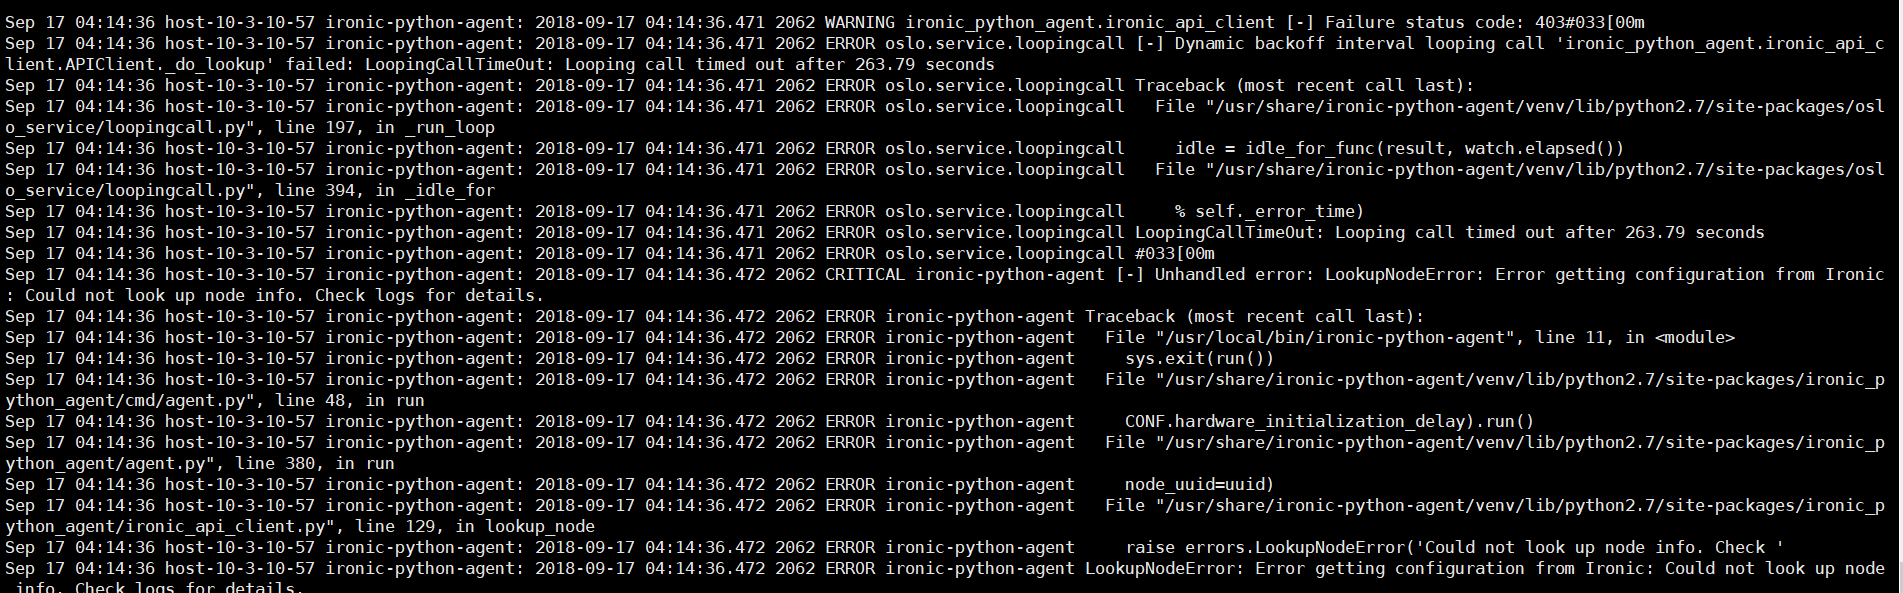 Sep 17 04:14:36 host-10-3-10-57 ironic-python-agent: 2018-09-17 04:14:36.471 2062 WARNING ironic_python_agent.ironic_api_client [-] Failure status code: 403#033[00m
Sep 17 04:14:36 host-10-3-10-57 ironic-python-agent: 2018-09-17 04:14:36.471 2062 ERROR oslo.service.loopingcall [-] Dynamic backoff interval looping call 'ironic_python_agent.ironic_api_c
lient.APIClient._do_lookup' failed: LoopingCallTimeOut: Looping call timed out after 263.79 seconds
Sep 17 04:14:36 host-10-3-10-57 ironic-python-agent: 2018-09-17 04:14:36.471 2062 ERROR oslo.service.loopingcall Traceback (most recent call last):
Sep 17 04:14:36 host-10-3-10-57 ironic-python-agent: 2018-09-17 04:14:36.471 2062 ERROR oslo.service.loopingcall   File "/usr/share/ironic-python-agent/venv/lib/python2.7/site-packages/osl
o_service/loopingcall.py", line 197, in _run_loop
Sep 17 04:14:36 host-10-3-10-57 ironic-python-agent: 2018-09-17 04:14:36.471 2062 ERROR oslo.service.loopingcall     idle = idle_for_func(result, watch.elapsed())
Sep 17 04:14:36 host-10-3-10-57 ironic-python-agent: 2018-09-17 04:14:36.471 2062 ERROR oslo.service.loopingcall   File "/usr/share/ironic-python-agent/venv/lib/python2.7/site-packages/osl
o_service/loopingcall.py", line 394, in _idle_for
Sep 17 04:14:36 host-10-3-10-57 ironic-python-agent: 2018-09-17 04:14:36.471 2062 ERROR oslo.service.loopingcall     % self._error_time)
Sep 17 04:14:36 host-10-3-10-57 ironic-python-agent: 2018-09-17 04:14:36.471 2062 ERROR oslo.service.loopingcall LoopingCallTimeOut: Looping call timed out after 263.79 seconds
Sep 17 04:14:36 host-10-3-10-57 ironic-python-agent: 2018-09-17 04:14:36.471 2062 ERROR oslo.service.loopingcall #033[00m
Sep 17 04:14:36 host-10-3-10-57 ironic-python-agent: 2018-09-17 04:14:36.472 2062 CRITICAL ironic-python-agent [-] Unhandled error: LookupNodeError: Error getting configuration from Ironic
: Could not look up node info. Check logs for details.
Sep 17 04:14:36 host-10-3-10-57 ironic-python-agent: 2018-09-17 04:14:36.472 2062 ERROR ironic-python-agent Traceback (most recent call last):
Sep 17 04:14:36 host-10-3-10-57 ironic-python-agent: 2018-09-17 04:14:36.472 2062 ERROR ironic-python-agent   File "/usr/local/bin/ironic-python-agent", line 11, in <module>
Sep 17 04:14:36 host-10-3-10-57 ironic-python-agent: 2018-09-17 04:14:36.472 2062 ERROR ironic-python-agent     sys.exit(run())
Sep 17 04:14:36 host-10-3-10-57 ironic-python-agent: 2018-09-17 04:14:36.472 2062 ERROR ironic-python-agent   File "/usr/share/ironic-python-agent/venv/lib/python2.7/site-packages/ironic_p
ython_agent/cmd/agent.py", line 48, in run
Sep 17 04:14:36 host-10-3-10-57 ironic-python-agent: 2018-09-17 04:14:36.472 2062 ERROR ironic-python-agent     CONF.hardware_initialization_delay).run()
Sep 17 04:14:36 host-10-3-10-57 ironic-python-agent: 2018-09-17 04:14:36.472 2062 ERROR ironic-python-agent   File "/usr/share/ironic-python-agent/venv/lib/python2.7/site-packages/ironic_p
ython_agent/agent.py", line 380, in run
Sep 17 04:14:36 host-10-3-10-57 ironic-python-agent: 2018-09-17 04:14:36.472 2062 ERROR ironic-python-agent     node_uuid=uuid)
Sep 17 04:14:36 host-10-3-10-57 ironic-python-agent: 2018-09-17 04:14:36.472 2062 ERROR ironic-python-agent   File "/usr/share/ironic-python-agent/venv/lib/python2.7/site-packages/ironic_p
ython_agent/ironic_api_client.py", line 129, in lookup_node
Sep 17 04:14:36 host-10-3-10-57 ironic-python-agent: 2018-09-17 04:14:36.472 2062 ERROR ironic-python-agent     raise errors.LookupNodeError('Could not look up node info. Check '
Sep 17 04:14:36 host-10-3-10-57 ironic-python-agent: 2018-09-17 04:14:36.472 2062 ERROR ironic-python-agent LookupNodeError: Error getting configuration from Ironic: Could not look up node
 info. Check logs for details.